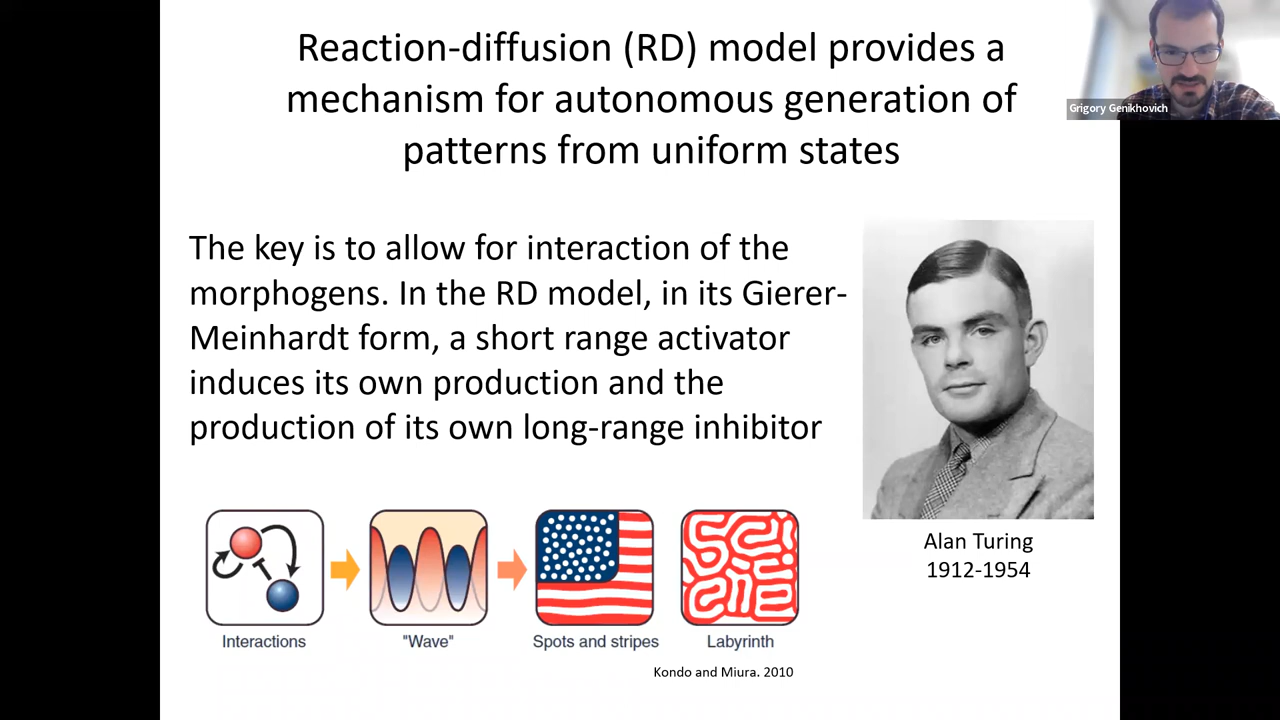 Reaction-diffusion (RD) model provides a
mechanism for autonomous generation of
patterns from uniform states
Grigory Genikhovich
The key is to allow for interaction of the
morphogens. In the RD model, in its Gierer-
Meinhardt form, a short range activator
induces its own production and the
production of its own long-range inhibitor
Alan Turing
1912-1954
SCI
ENCE
Interactions
"Wave"
Spots and stripes
Labyrinth
Kondo and Miura. 2010